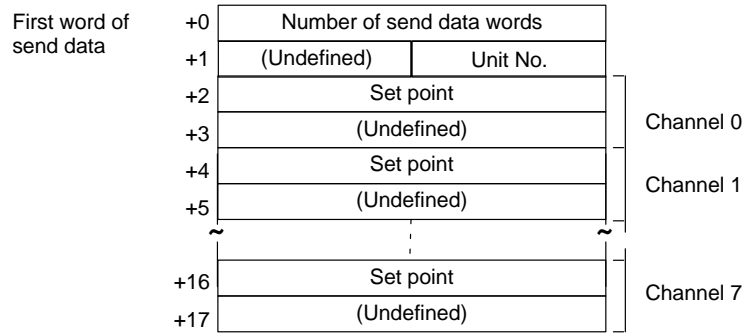 First word of
send data
+0 Number of send data words
+1 (Undefined) Unit No.
+2 Set point
+3 (Undefined)
Channel 0
+4 Set point
+5 (Undefined)
Channel 1
~ ~
+16 Set point
+17 (Undefined)
Channel 7